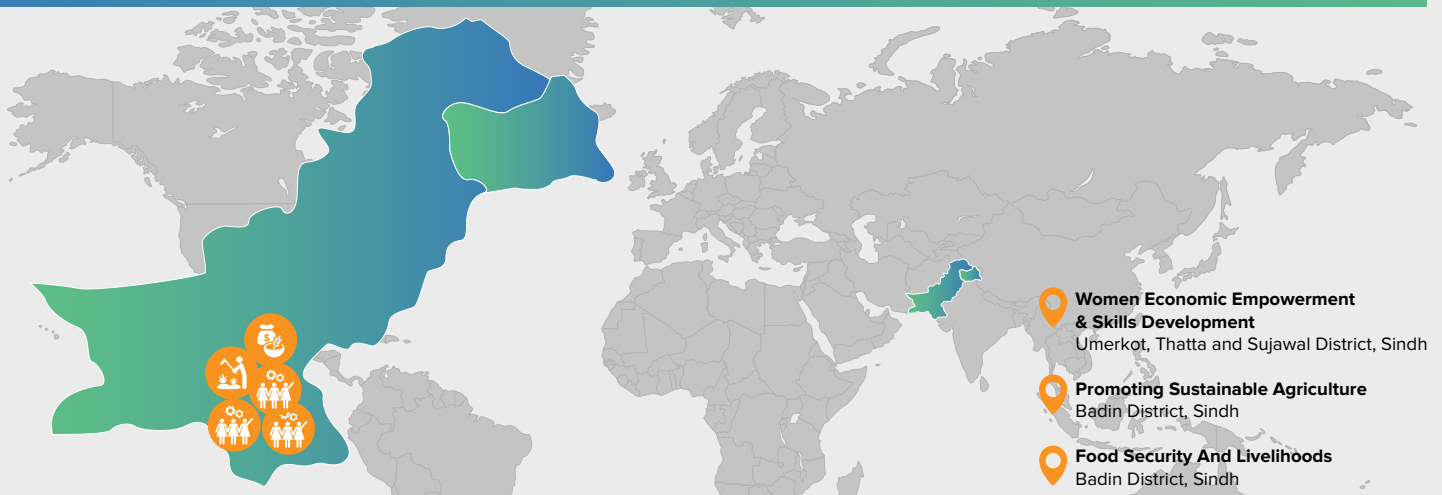 Women Economic Empowerment
& Skills Development
Umerkot, Thatta and Sujawal District, Sindh
Promoting Sustainable Agriculture
Badin District, Sindh
Food Security And Livelihoods
Badin District, Sindh